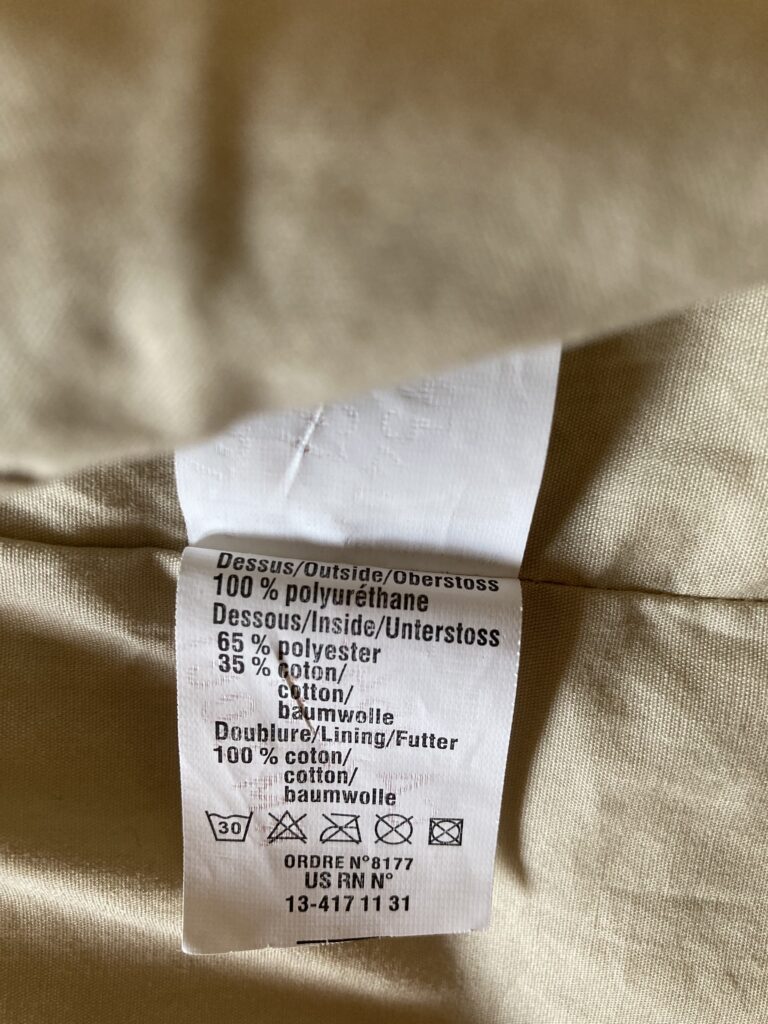 Dessus/Outside/Oberstoss
100 % polyuréthane
Dessous/Inside/Unterstoss
65 % polyester
35 % coton/
cotton/
baumwolle
Doublure/Lining/Futter
100 % coton/
cotton/
baumwolle
30
ORDRE N°8177
US RN N°
13-417 11 31